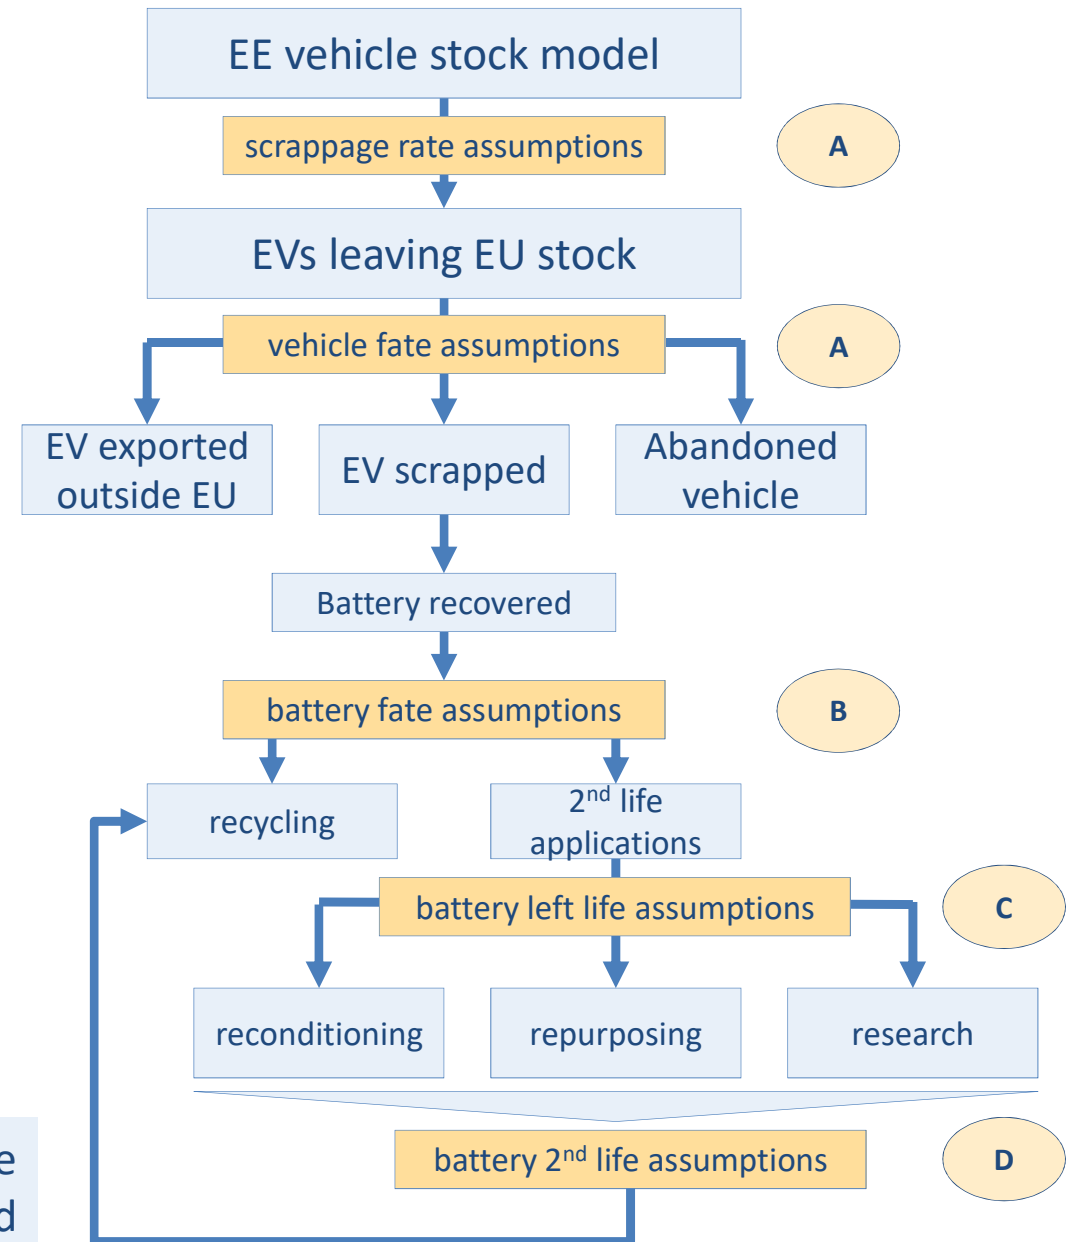 EE vehicle stock model
scrappage rate assumptions
A
EVs leaving EU stock
vehicle fate assumptions
A
EV exported
outside EU
EV scrapped
Abandoned
vehicle
Battery recovered
battery fate assumptions
B
recycling
2nd life
applications
battery left life assumptions
C
reconditioning
repurposing
research
battery 2nd life assumptions
D